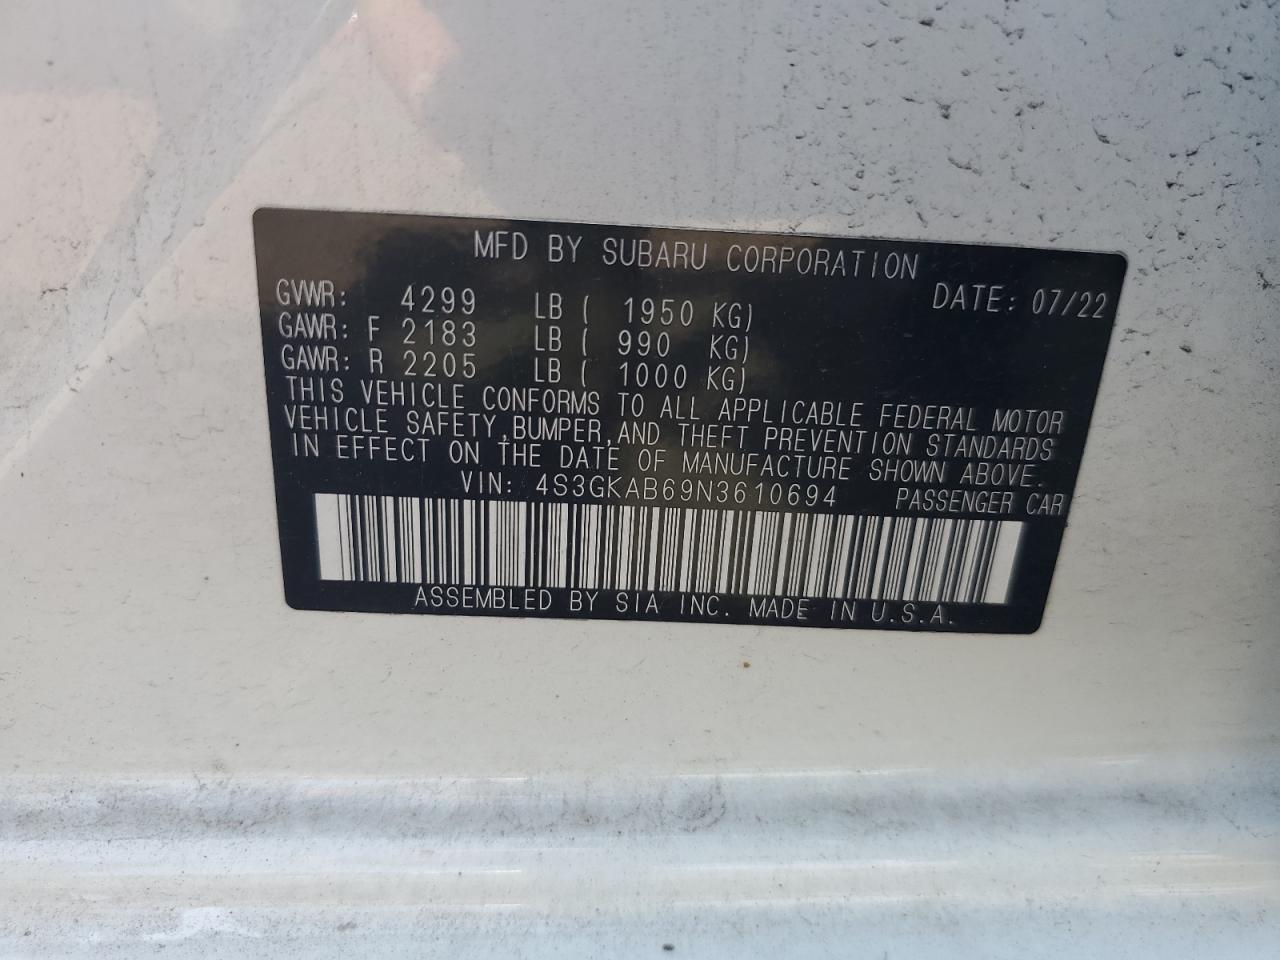 MFD BY SUBARU CORPORATION
GVWR: 4299 LB ( 1950 KG) DATE: 07/22
GAWR: F 2183 LB ( 990 KG)
GAWR: R 2205 LB ( 1000 KG)
THIS VEHICLE CONFORMS TO ALL APPLICABLE FEDERAL MOTOR
VEHICLE SAFETY,BUMPER,AND THEFT PREVENTION STANDARDS
IN EFFECT ON THE DATE OF MANUFACTURE SHOWN ABOVE.
VIN: 4S3GKAB69N3610694 PASSENGER CAR
ASSEMBLED BY SIA INC. MADE IN U.S.A.